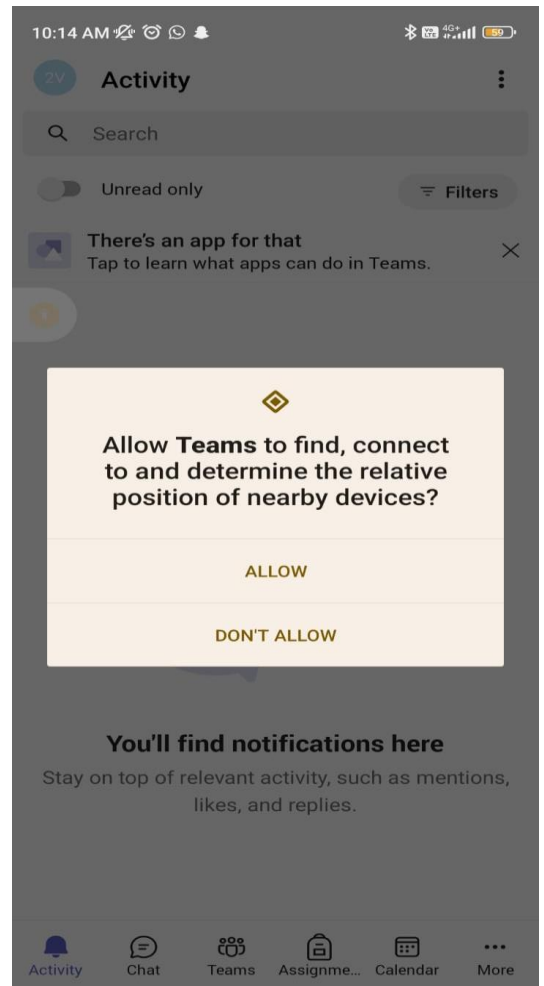 10:14 AM
4G+ 59
2V Activity
Search
Unread only Filters
There's an app for that
Tap to learn what apps can do in Teams.
Allow Teams to find, connect
to and determine the relative
position of nearby devices?
ALLOW
DON'T ALLOW
You'll find notifications here
Stay on top of relevant activity, such as mentions,
likes, and replies.
Activity Chat Teams Assignme... Calendar More